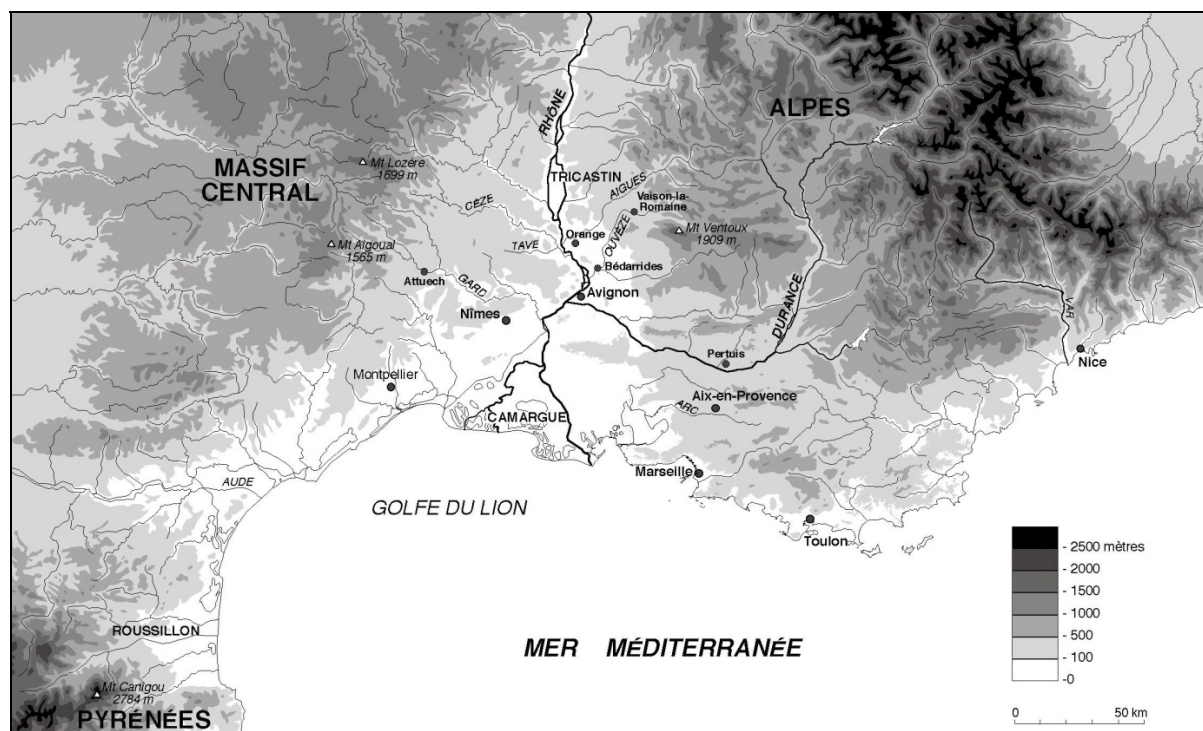 ALPES
RHÔNE
MASSIF
CENTRAL
Mt Lozère
1699 m
TRICASTIN
AIGUES
CÈZE
Vaison-la-
Romaine
OUVÈZE
Mt Ventoux
1909 m
Orange
TAVE
Mt Aigoual
1565 m
Bédarrides
Attuech
GARD
Avignon
DURANCE
VAR
Nîmes
Nice
Pertuis
Montpellier
Aix-en-Provence
ARC
CAMARGUE
Marseille
AUDE
GOLFE DU LION
Toulon
ROUSSILLON
MER MÉDITERRANÉE
Mt Canigou
2784 m
PYRÉNÉES
- 2500 mètres
- 2000
- 1500
- 1000
- 500
- 100
-0
0 50 km